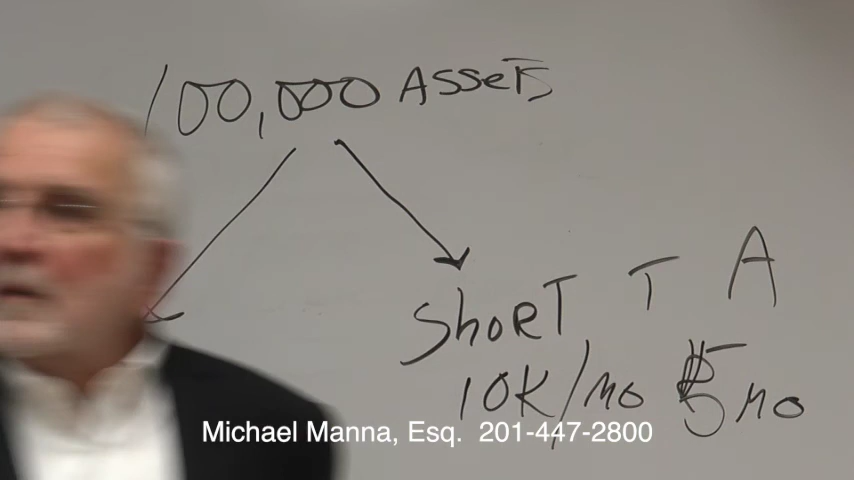 100,000 ASSETS
SHORT T A
10K/MO 5 MO
Michael Manna, Esq. 201-447-2800